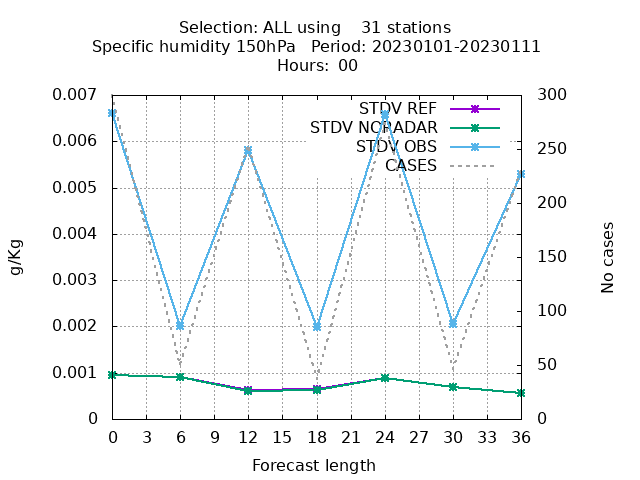 Selection: ALL using    31 stations
Specific humidity 150hPa   Period: 20230101-20230111
Hours:  00
0.007
0.006
0.005
0.004
0.003
0.002
0.001
0
g/Kg
STDV REF
STDV NORADAR
STDV OBS
CASES
300
250
200
150
100
50
0
No cases
0 3 6 9 12 15 18 21 24 27 30 33 36
Forecast length